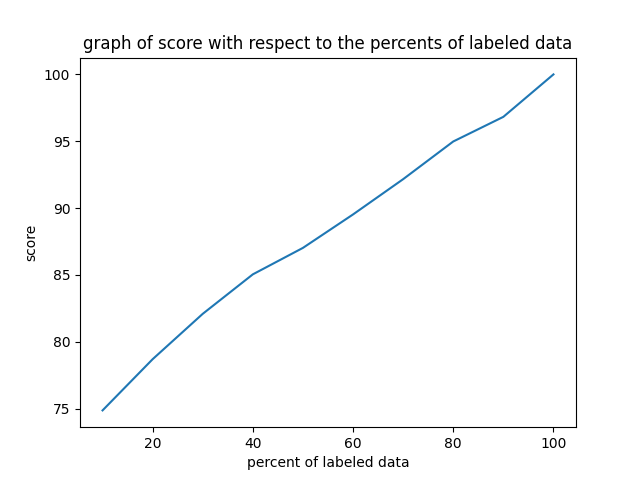 graph of score with respect to the percents of labeled data
100
95
90
85
80
75
score
20 40 60 80 100
percent of labeled data